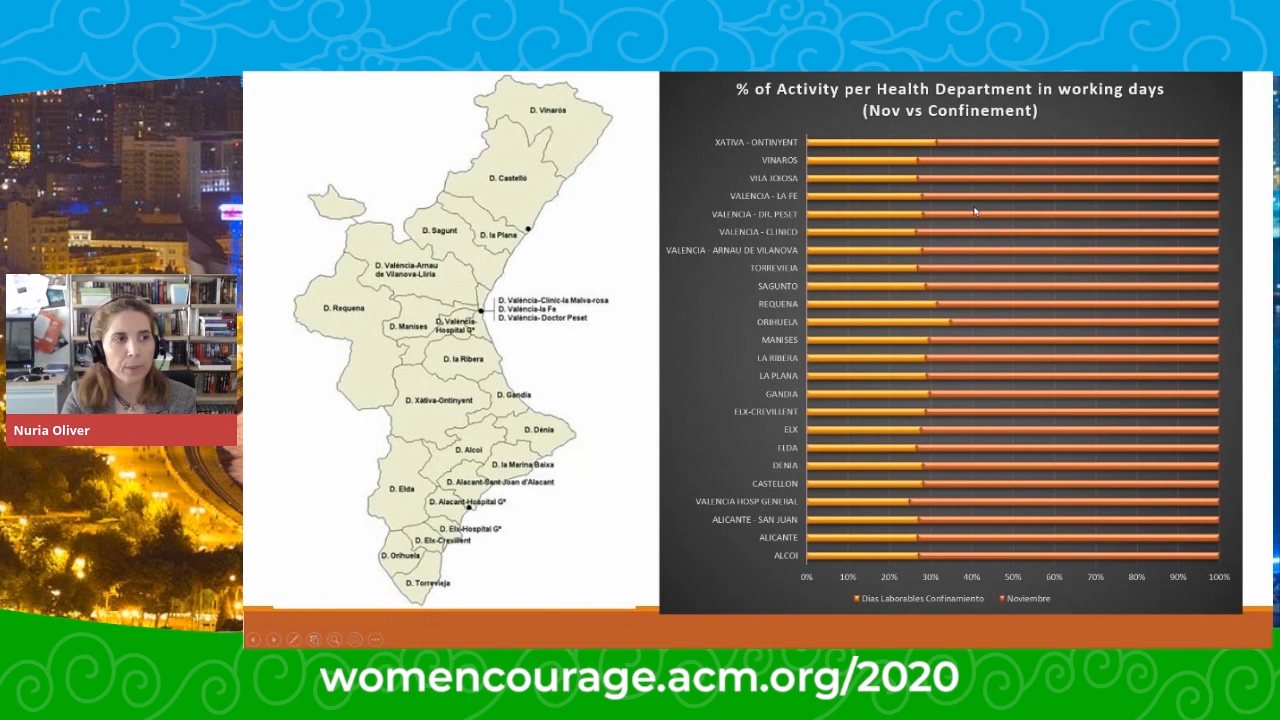 D. Vinaròs
D. Castelló
D. Sagunt
D. la Plana
D. València-Arnau
de Vilanova-Llíria
D. Requena
D. València-Clínic-la Malva-rosa
D. València-la Fe
D. València- Doctor Peset
D. Manises
D. València-
Hospital Gª
D. la Ribera
D. Xàtiva-Ontinyent
D. Gandia
D. Dénia
D. Alcoi
D. la Marina Baixa
D. Elda
D. Alacant-Sant Joan d'Alacant
D. Alacant-Hospital Gª
D. Elx-Hospital Gª
D. Elx-Crevillent
D. Orihuela
D. Torrevieja
% of Activity per Health Department in working days
(Nov vs Confinement)
XATIVA - ONTINYENT
VINAROS
VILA JOIOSA
VALENCIA - LA FE
VALENCIA - DR. PESET
VALENCIA - CLINICO
VALENCIA - ARNAU DE VILANOVA
TORREVIEJA
SAGUNTO
REQUENA
ORIHUELA
MANISES
LA RIBERA
LA PLANA
GANDIA
ELX-CREVILLENT
ELX
ELDA
DENIA
CASTELLON
VALENCIA HOSP GENERAL
ALICANTE - SAN JUAN
ALICANTE
ALCOI
0% 10% 20% 30% 40% 50% 60% 70% 80% 90% 100%
Dias Laborables Confinamiento Noviembre
Nuria Oliver
womencourage.acm.org/2020